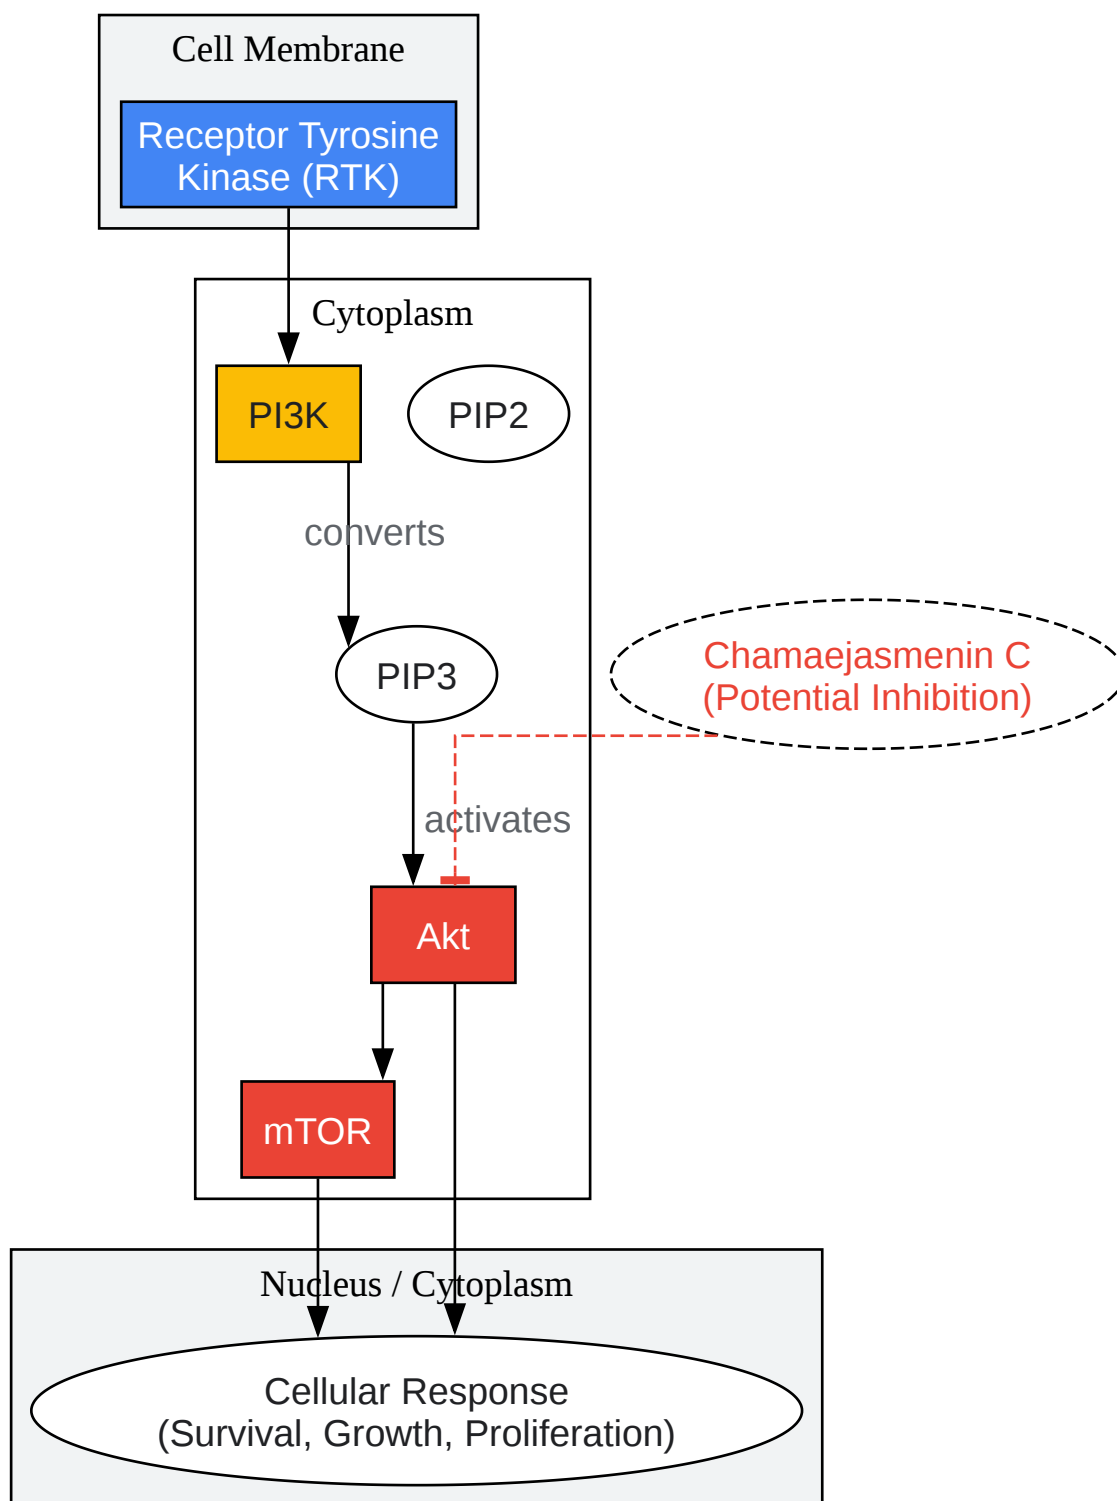 Cell Membrane
Receptor Tyrosine
Kinase (RTK)
Cytoplasm
PI3K
PIP2
converts
PIP3
Chamaejasmenin C
(Potential Inhibition)
activates
Akt
mTOR
Nucleus / Cytoplasm
Cellular Response
(Survival, Growth, Proliferation)